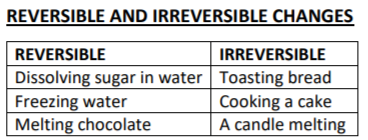 REVERSIBLE AND IRREVERSIBLE CHANGES
REVERSIBLE IRREVERSIBLE
Dissolving sugar in water Toasting bread
Freezing water Cooking a cake
Melting chocolate A candle melting